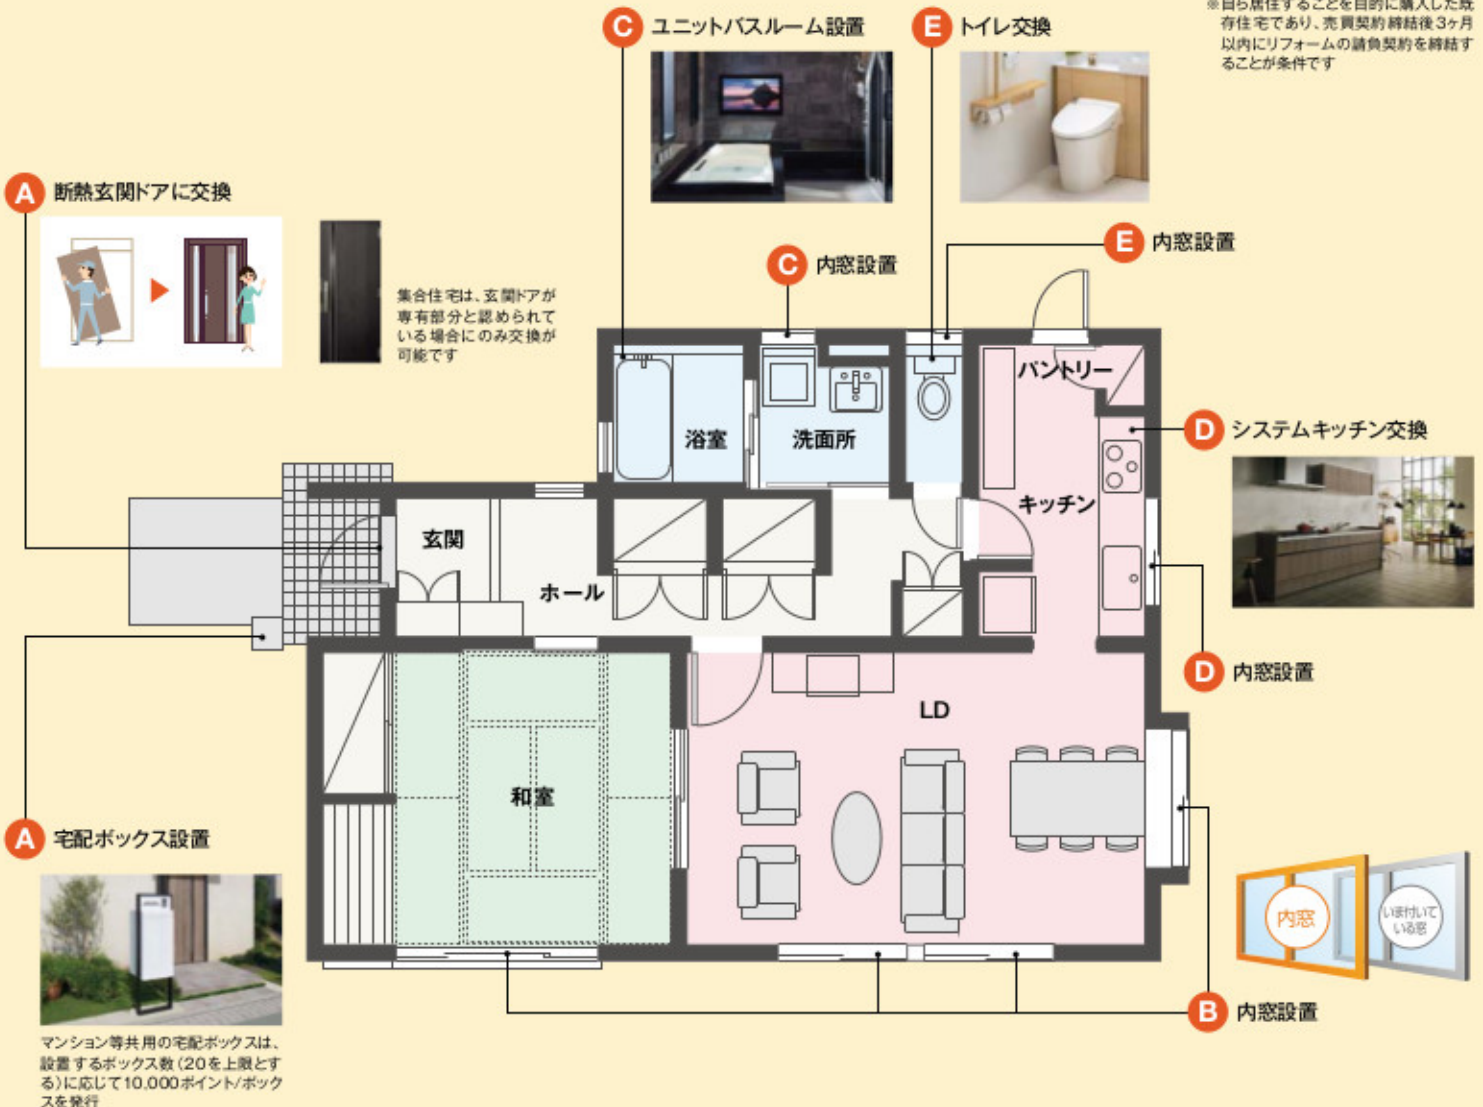 ※自ら居住することを目的に購入した既
存住宅であり、売買契約締結後3ヶ月
以内にリフォームの請負契約を締結す
ることが条件です
C ユニットバスルーム設置
E トイレ交換
A 断熱玄関ドアに交換
集合住宅は、玄関ドアが
専有部分と認められて
いる場合にのみ交換が
可能です
C 内窓設置
E 内窓設置
パントリー
浴室
洗面所
D システムキッチン交換
キッチン
玄関
ホール
D 内窓設置
LD
和室
A 宅配ボックス設置
マンション等共用の宅配ボックスは、
設置するボックス数(20を上限とす
る)に応じて10,000ポイント/ボック
スを発行
内窓
いま付いて
いる窓
B 内窓設置